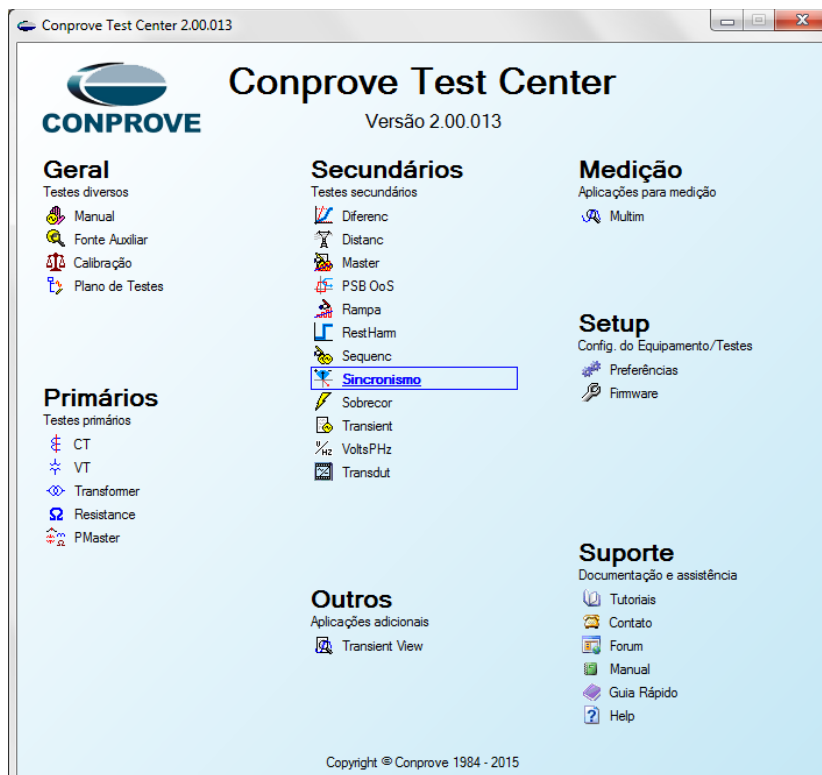 Conprove Test Center 2.00.013
CONPROVE
Conprove Test Center
Versão 2.00.013
Geral
Testes diversos
Manual
Fonte Auxiliar
Calibração
Plano de Testes
Primários
Testes primários
CT
VT
Transformer
Resistance
PMaster
Secundários
Testes secundários
Diferenc
Distanc
Master
PSB OoS
Rampa
RestHarm
Sequenc
Sincronismo
Sobrecor
Transient
VoltsPHz
Transdut
Outros
Aplicações adicionais
Transient View
Medição
Aplicações para medição
Multim
Setup
Config. do Equipamento/Testes
Preferências
Firmware
Suporte
Documentação e assistência
Tutoriais
Contato
Forum
Manual
Guia Rápido
Help
Copyright © Conprove 1984 - 2015